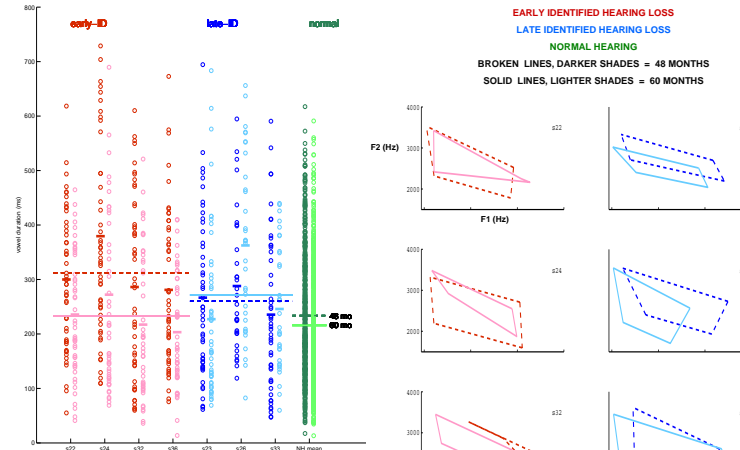 EARLY IDENTIFIED HEARING LOSS
LATE IDENTIFIED HEARING LOSS
NORMAL HEARING
BROKEN LINES, DARKER SHADES = 48 MONTHS
SOLID LINES, LIGHTER SHADES = 60 MONTHS
800
early-ID
late-ID
normal
700
600
500
400
300
200
100
0
vowel duration (ms)
48 mo
60 mo
s22
s24
s32
s36
s23
s26
s33
NH mean
4000
3000
2000
F2 (Hz)
F1 (Hz)
s22
4000
3000
2000
s24
4000
3000
s32